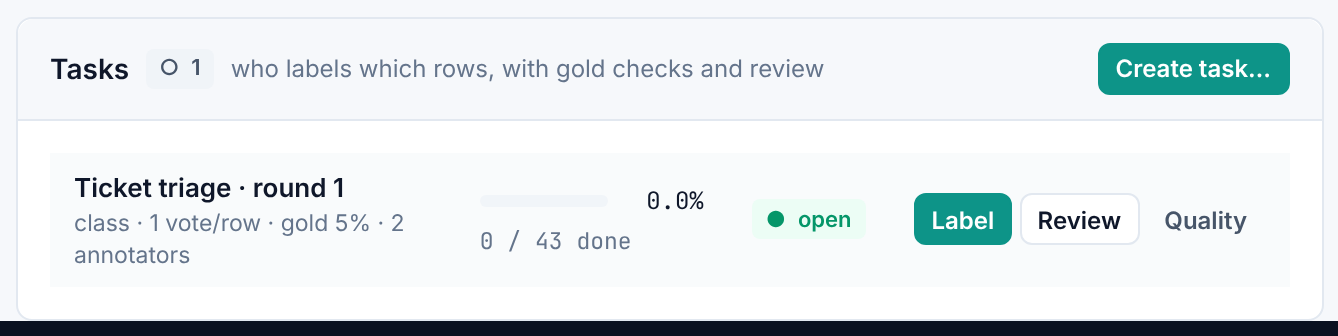 Tasks 1 who labels which rows, with gold checks and review Create task...
Ticket triage · round 1
class · 1 vote/row · gold 5% · 2
annotators
0.0%
0 / 43 done
open
Label Review Quality